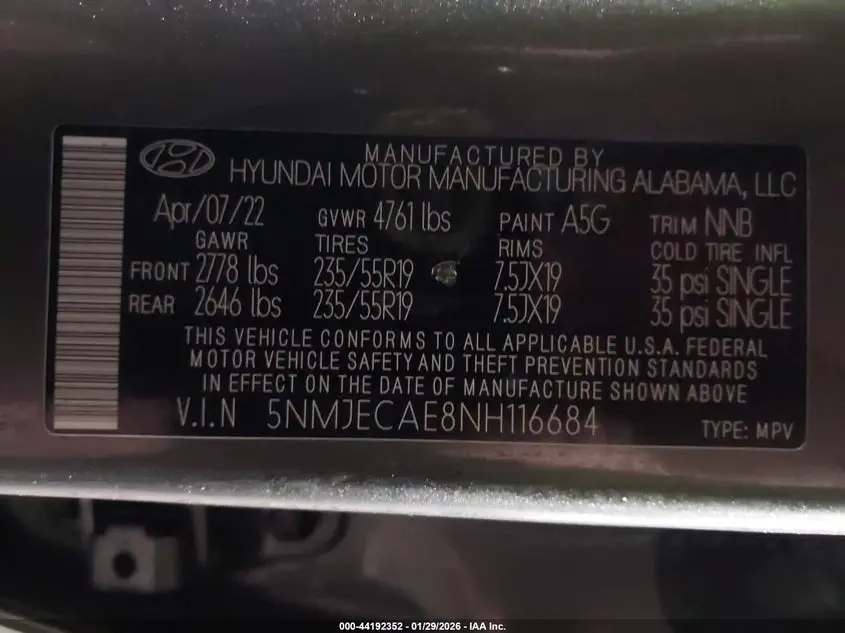 MANUFACTURED BY
HYUNDAI MOTOR MANUFACTURING ALABAMA, LLC
Apr/07/22 GVWR 4761 lbs PAINT A5G TRIM NNB
GAWR TIRES RIMS COLD TIRE INFL
FRONT 2778 lbs 235/55R19 7.5JX19 35 psi SINGLE
REAR 2646 lbs 235/55R19 7.5JX19 35 psi SINGLE
THIS VEHICLE CONFORMS TO ALL APPLICABLE U.S.A. FEDERAL
MOTOR VEHICLE SAFETY AND THEFT PREVENTION STANDARDS
IN EFFECT ON THE DATE OF MANUFACTURE SHOWN ABOVE
V.I.N 5NMJECAE8NH116684 TYPE: MPV
000-44192352 - 01/29/2026 - IAA Inc.